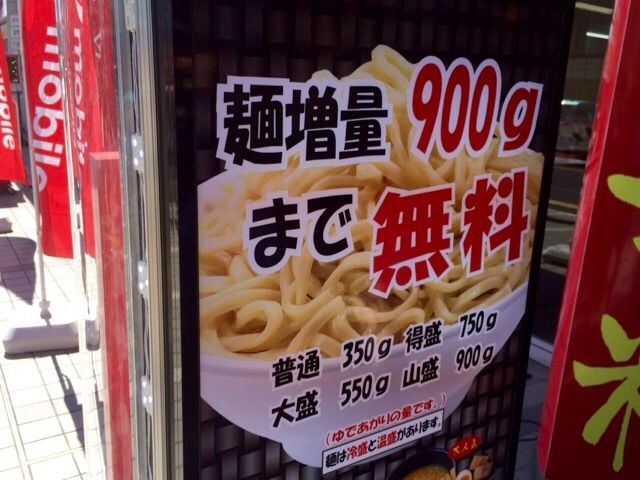 麺増量 900g
まで 無料
普通 350g 得盛 750g
大盛 550g 山盛 900g
(ゆであがりの量です。)
麺は冷盛と温盛があります。
mobile
mobile
mobile